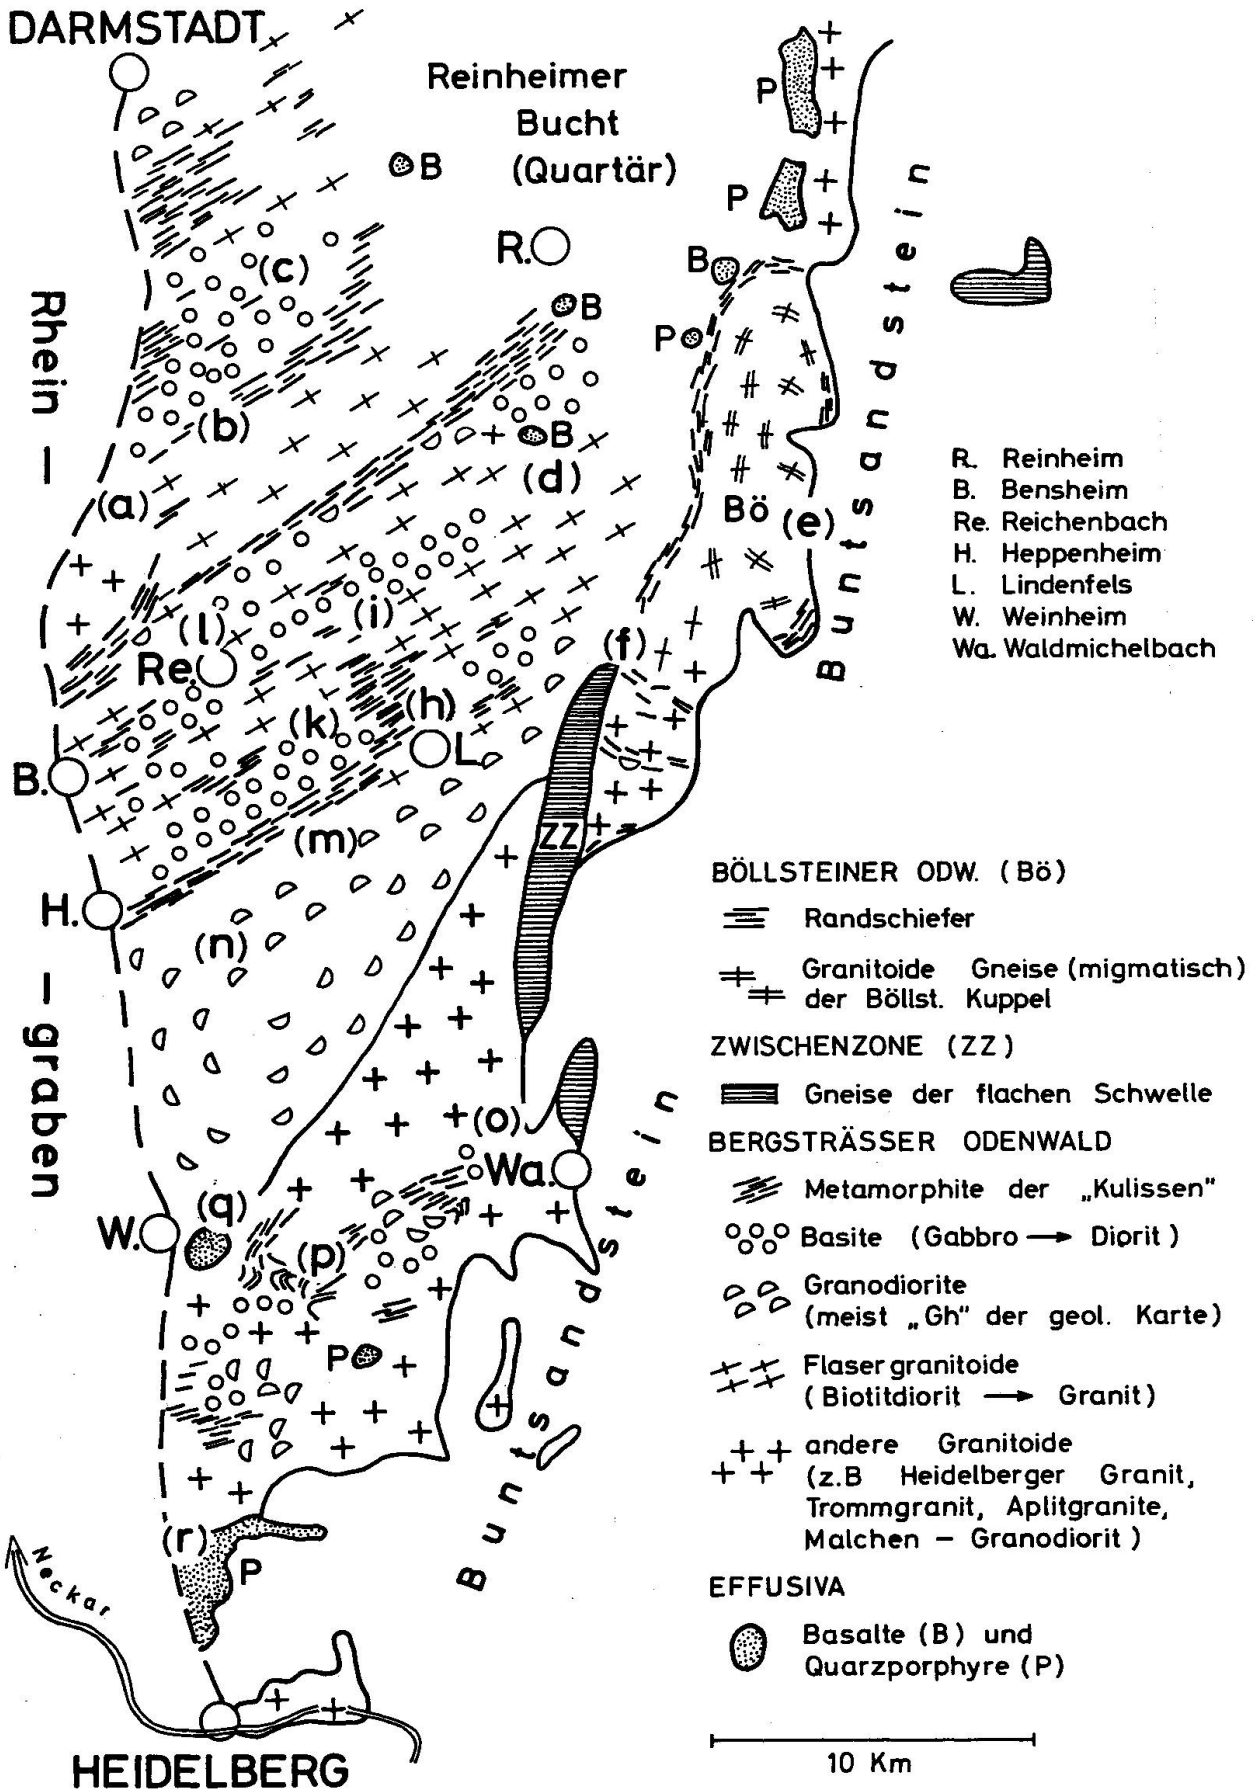 DARMSTADT
Reinheimer
Bucht
(Quartär)
P
B
P
R.
(c)
B
B
P
Rhein — — graben
Buntsandstein
(b)
B
(d)
(a)
Bö
(e)
(i)
(l)
(f)
Re.
(h)
(k)
L.
B.
(m)
ZZ
H.
(n)
(o)
Wa.
(q)
W.
(p)
P
Buntsandstein
(r)
P
Neckar
HEIDELBERG
R. Reinheim
B. Bensheim
Re. Reichenbach
H. Heppenheim
L. Lindenfels
W. Weinheim
Wa. Waldmichelbach
BÖLLSTEINER ODW. (Bö)
Randschiefer
Granitoide Gneise (migmatisch)
der Böllst. Kuppel
ZWISCHENZONE (ZZ)
Gneise der flachen Schwelle
BERGSTRÄSSER ODENWALD
Metamorphite der „Kulissen"
Basite (Gabbro → Diorit)
Granodiorite
(meist „Gh" der geol. Karte)
Flasergranitoide
(Biotitdiorit → Granit)
andere Granitoide
(z.B Heidelberger Granit,
Trommgranit, Aplitgranite,
Malchen – Granodiorit)
EFFUSIVA
Basalte (B) und
Quarzporphyre (P)
10 Km